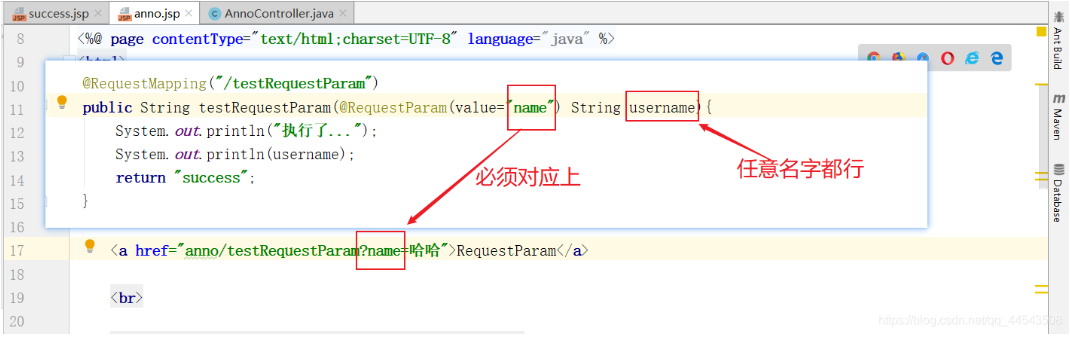 success.jsp
anno.jsp
AnnoController.java
8 <%@ page contentType="text/html;charset=UTF-8" language="java" %>
9 <html>
10 @RequestMapping("/testRequestParam")
11 public String testRequestParam(@RequestParam(value="name") String username){
12 System.out.println("执行了...");
13 System.out.println(username);
14 return "success";
15 }
必须对应上
任意名字都行
16
17 <a href="anno/testRequestParam?name=哈哈">RequestParam</a>
18
19 <br>
20
Ant Build
Maven
Database
https://blog.csdn.net/qq_44543508